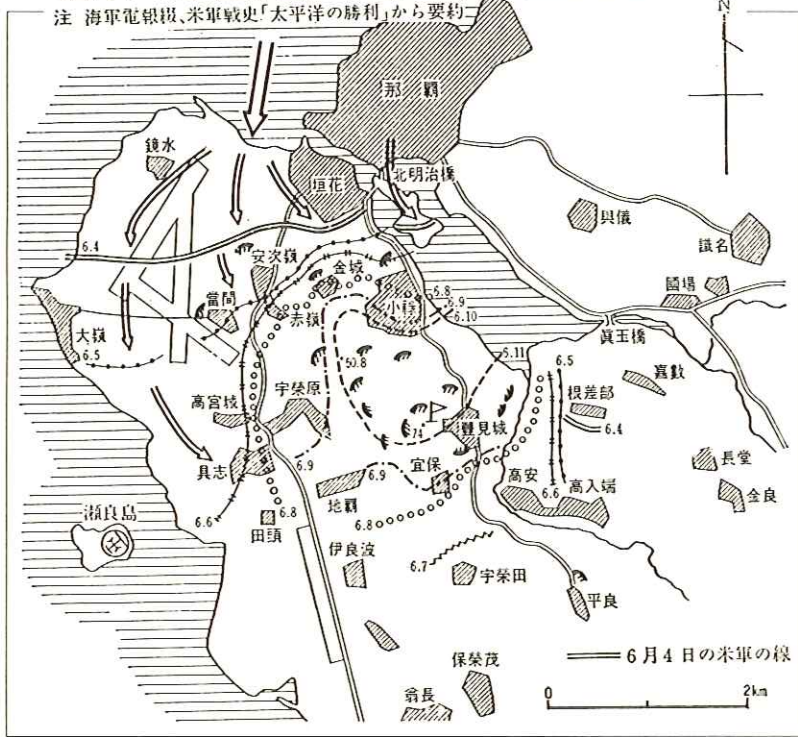 注 海軍電報綴、米軍戦史「太平洋の勝利」から要約
那覇
鏡水
垣花
北明治橋
與儀
識名
6.4
安次嶺
金城
國場
當間
赤嶺
小祿
6.8
6.9
6.10
眞玉橋
大嶺
6.5
50.8
6.11
6.5
嘉數
根差部
高宮城
宇榮原
74
豊見城
6.4
具志
6.9
宜保
長堂
6.9
高安
6.6
高入端
金良
瀬良島
6.6
6.8
地覇
田頭
6.8
伊良波
6.7
宇榮田
平良
6月4日の米軍の線
保榮茂
翁長
0
2km